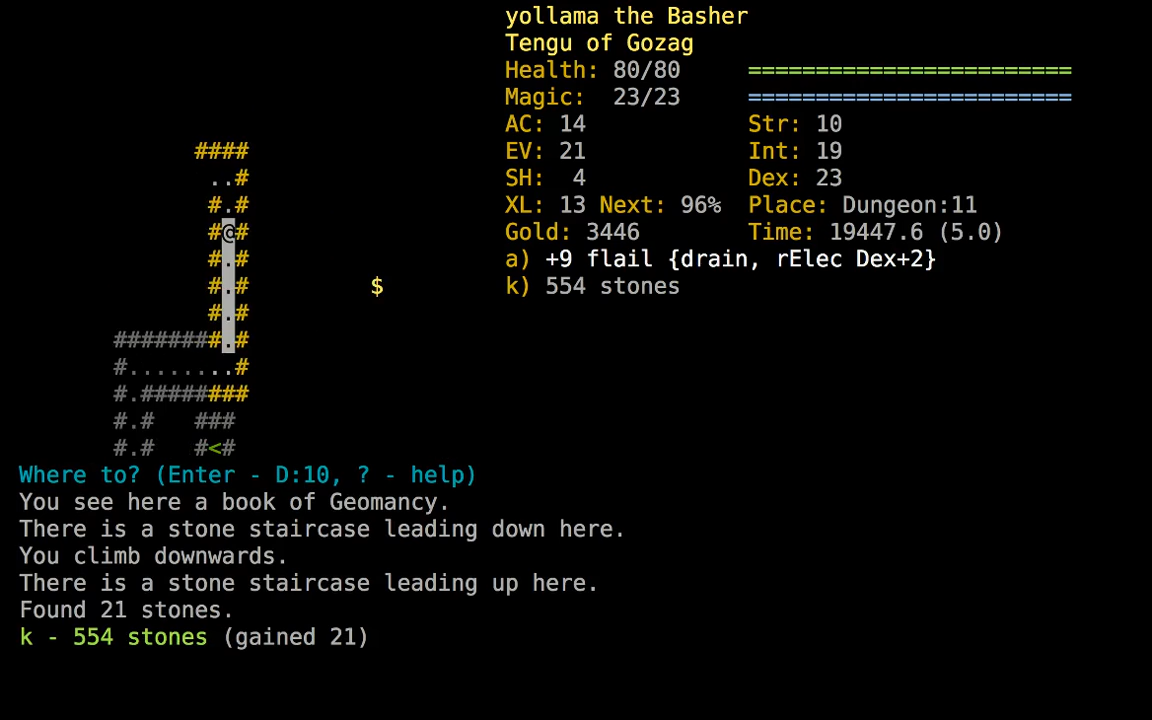 yollama the Basher
Tengu of Gozag
Health: 80/80 ========================
Magic: 23/23 ========================
AC: 14 Str: 10
EV: 21 Int: 19
SH: 4 Dex: 23
XL: 13 Next: 96% Place: Dungeon:11
Gold: 3446 Time: 19447.6 (5.0)
a) +9 flail {drain, rElec Dex+2}
k) 554 stones
####
..#
#.#
#@#
#.#
#.# $
#.#
########.#
#........#
#.########
#.# ###
#.# #<#
Where to? (Enter - D:10, ? - help)
You see here a book of Geomancy.
There is a stone staircase leading down here.
You climb downwards.
There is a stone staircase leading up here.
Found 21 stones.
k - 554 stones (gained 21)